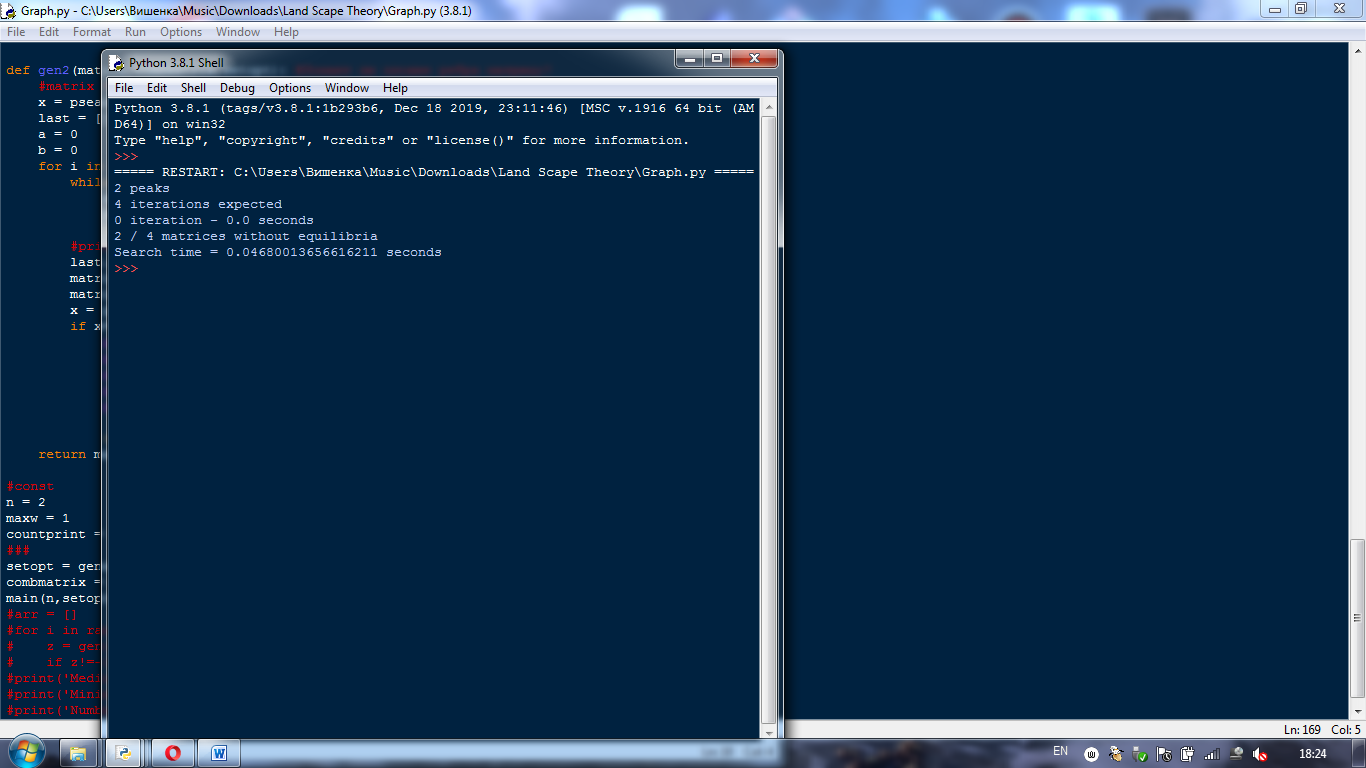 Graph.py - C:\Users\Вишенка\Music\Downloads\Land Scape Theory\Graph.py (3.8.1)
File Edit Format Run Options Window Help
def gen2(mat
#matrix
x = psea
last = [
a = 0
b = 0
for i in
whil
#pri
last
matr
matr
x =
if x
return m
#const
n = 2
maxw = 1
countprint =
###
setopt = gen
combmatrix =
main(n,setop
#arr = []
#for i in ra
# z = gen
# if z!=-
#print('Medi
#print('Mini
#print('Numb
Python 3.8.1 Shell
File Edit Shell Debug Options Window Help
Python 3.8.1 (tags/v3.8.1:1b293b6, Dec 18 2019, 23:11:46) [MSC v.1916 64 bit (AM
D64)] on win32
Type "help", "copyright", "credits" or "license()" for more information.
>>>
===== RESTART: C:\Users\Вишенка\Music\Downloads\Land Scape Theory\Graph.py =====
2 peaks
4 iterations expected
0 iteration - 0.0 seconds
2 / 4 matrices without equilibria
Search time = 0.04680013656616211 seconds
>>>
Ln: 169 Col: 5
EN
18:24